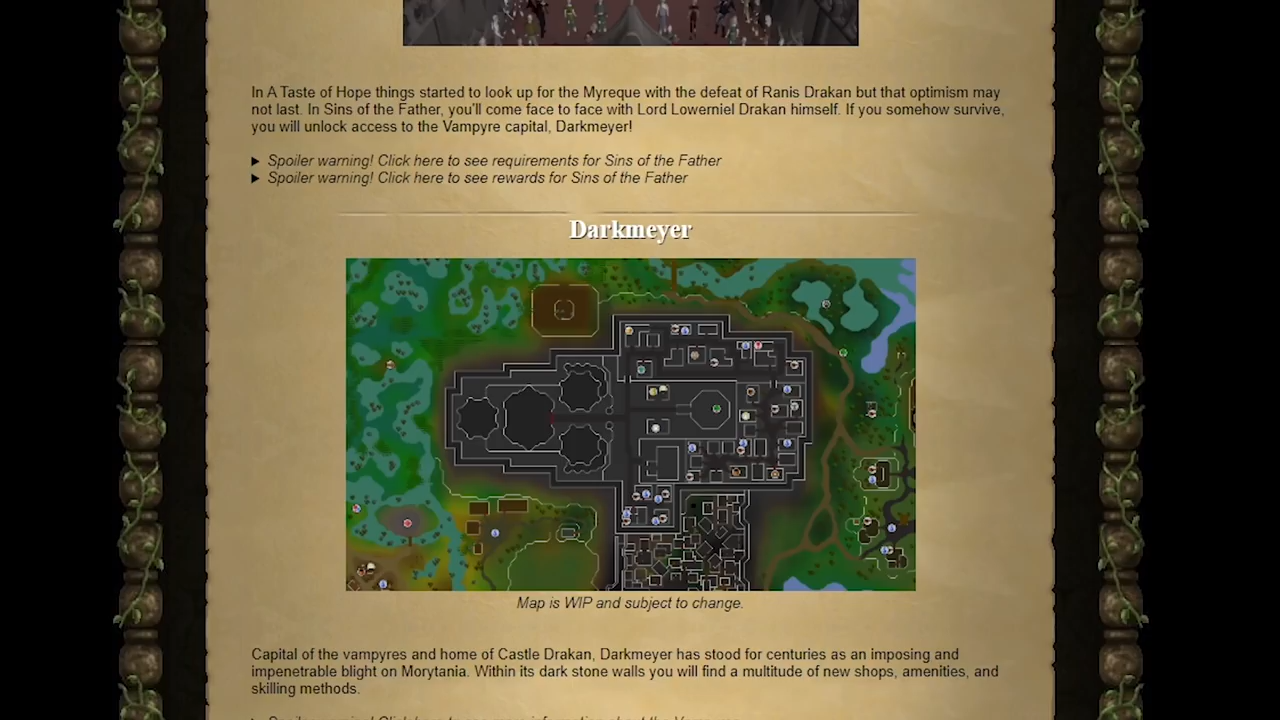 In A Taste of Hope things started to look up for the Myreque with the defeat of Ranis Drakan but that optimism may
not last. In Sins of the Father, you'll come face to face with Lord Lowerniel Drakan himself. If you somehow survive,
you will unlock access to the Vampyre capital, Darkmeyer!
Spoiler warning! Click here to see requirements for Sins of the Father
Spoiler warning! Click here to see rewards for Sins of the Father
Darkmeyer
Map is WIP and subject to change.
Capital of the vampyres and home of Castle Drakan, Darkmeyer has stood for centuries as an imposing and
impenetrable blight on Morytania. Within its dark stone walls you will find a multitude of new shops, amenities, and
skilling methods.